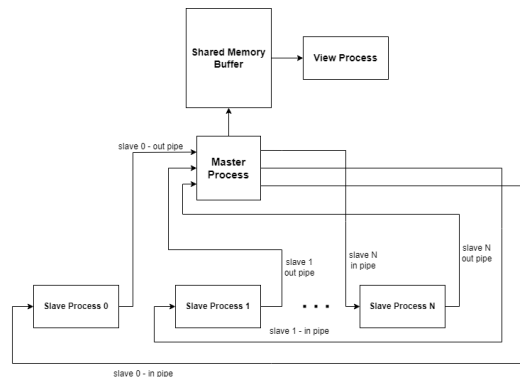 Shared Memory
Buffer
View Process
slave 0 - out pipe
Master
Process
slave 1
out pipe
slave N
in pipe
slave N
out pipe
Slave Process 0
Slave Process 1
. . .
Slave Process N
slave 1 - in pipe
slave 0 - in pipe